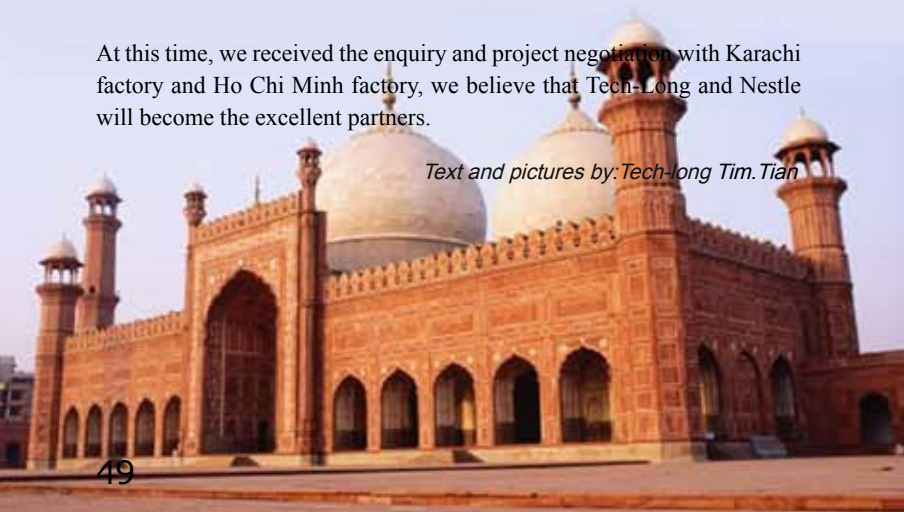 At this time, we received the enquiry and project negotiation with Karachi
factory and Ho Chi Minh factory, we believe that Tech-Long and Nestle
will become the excellent partners.
Text and pictures by:Tech-long Tim.Tian
49